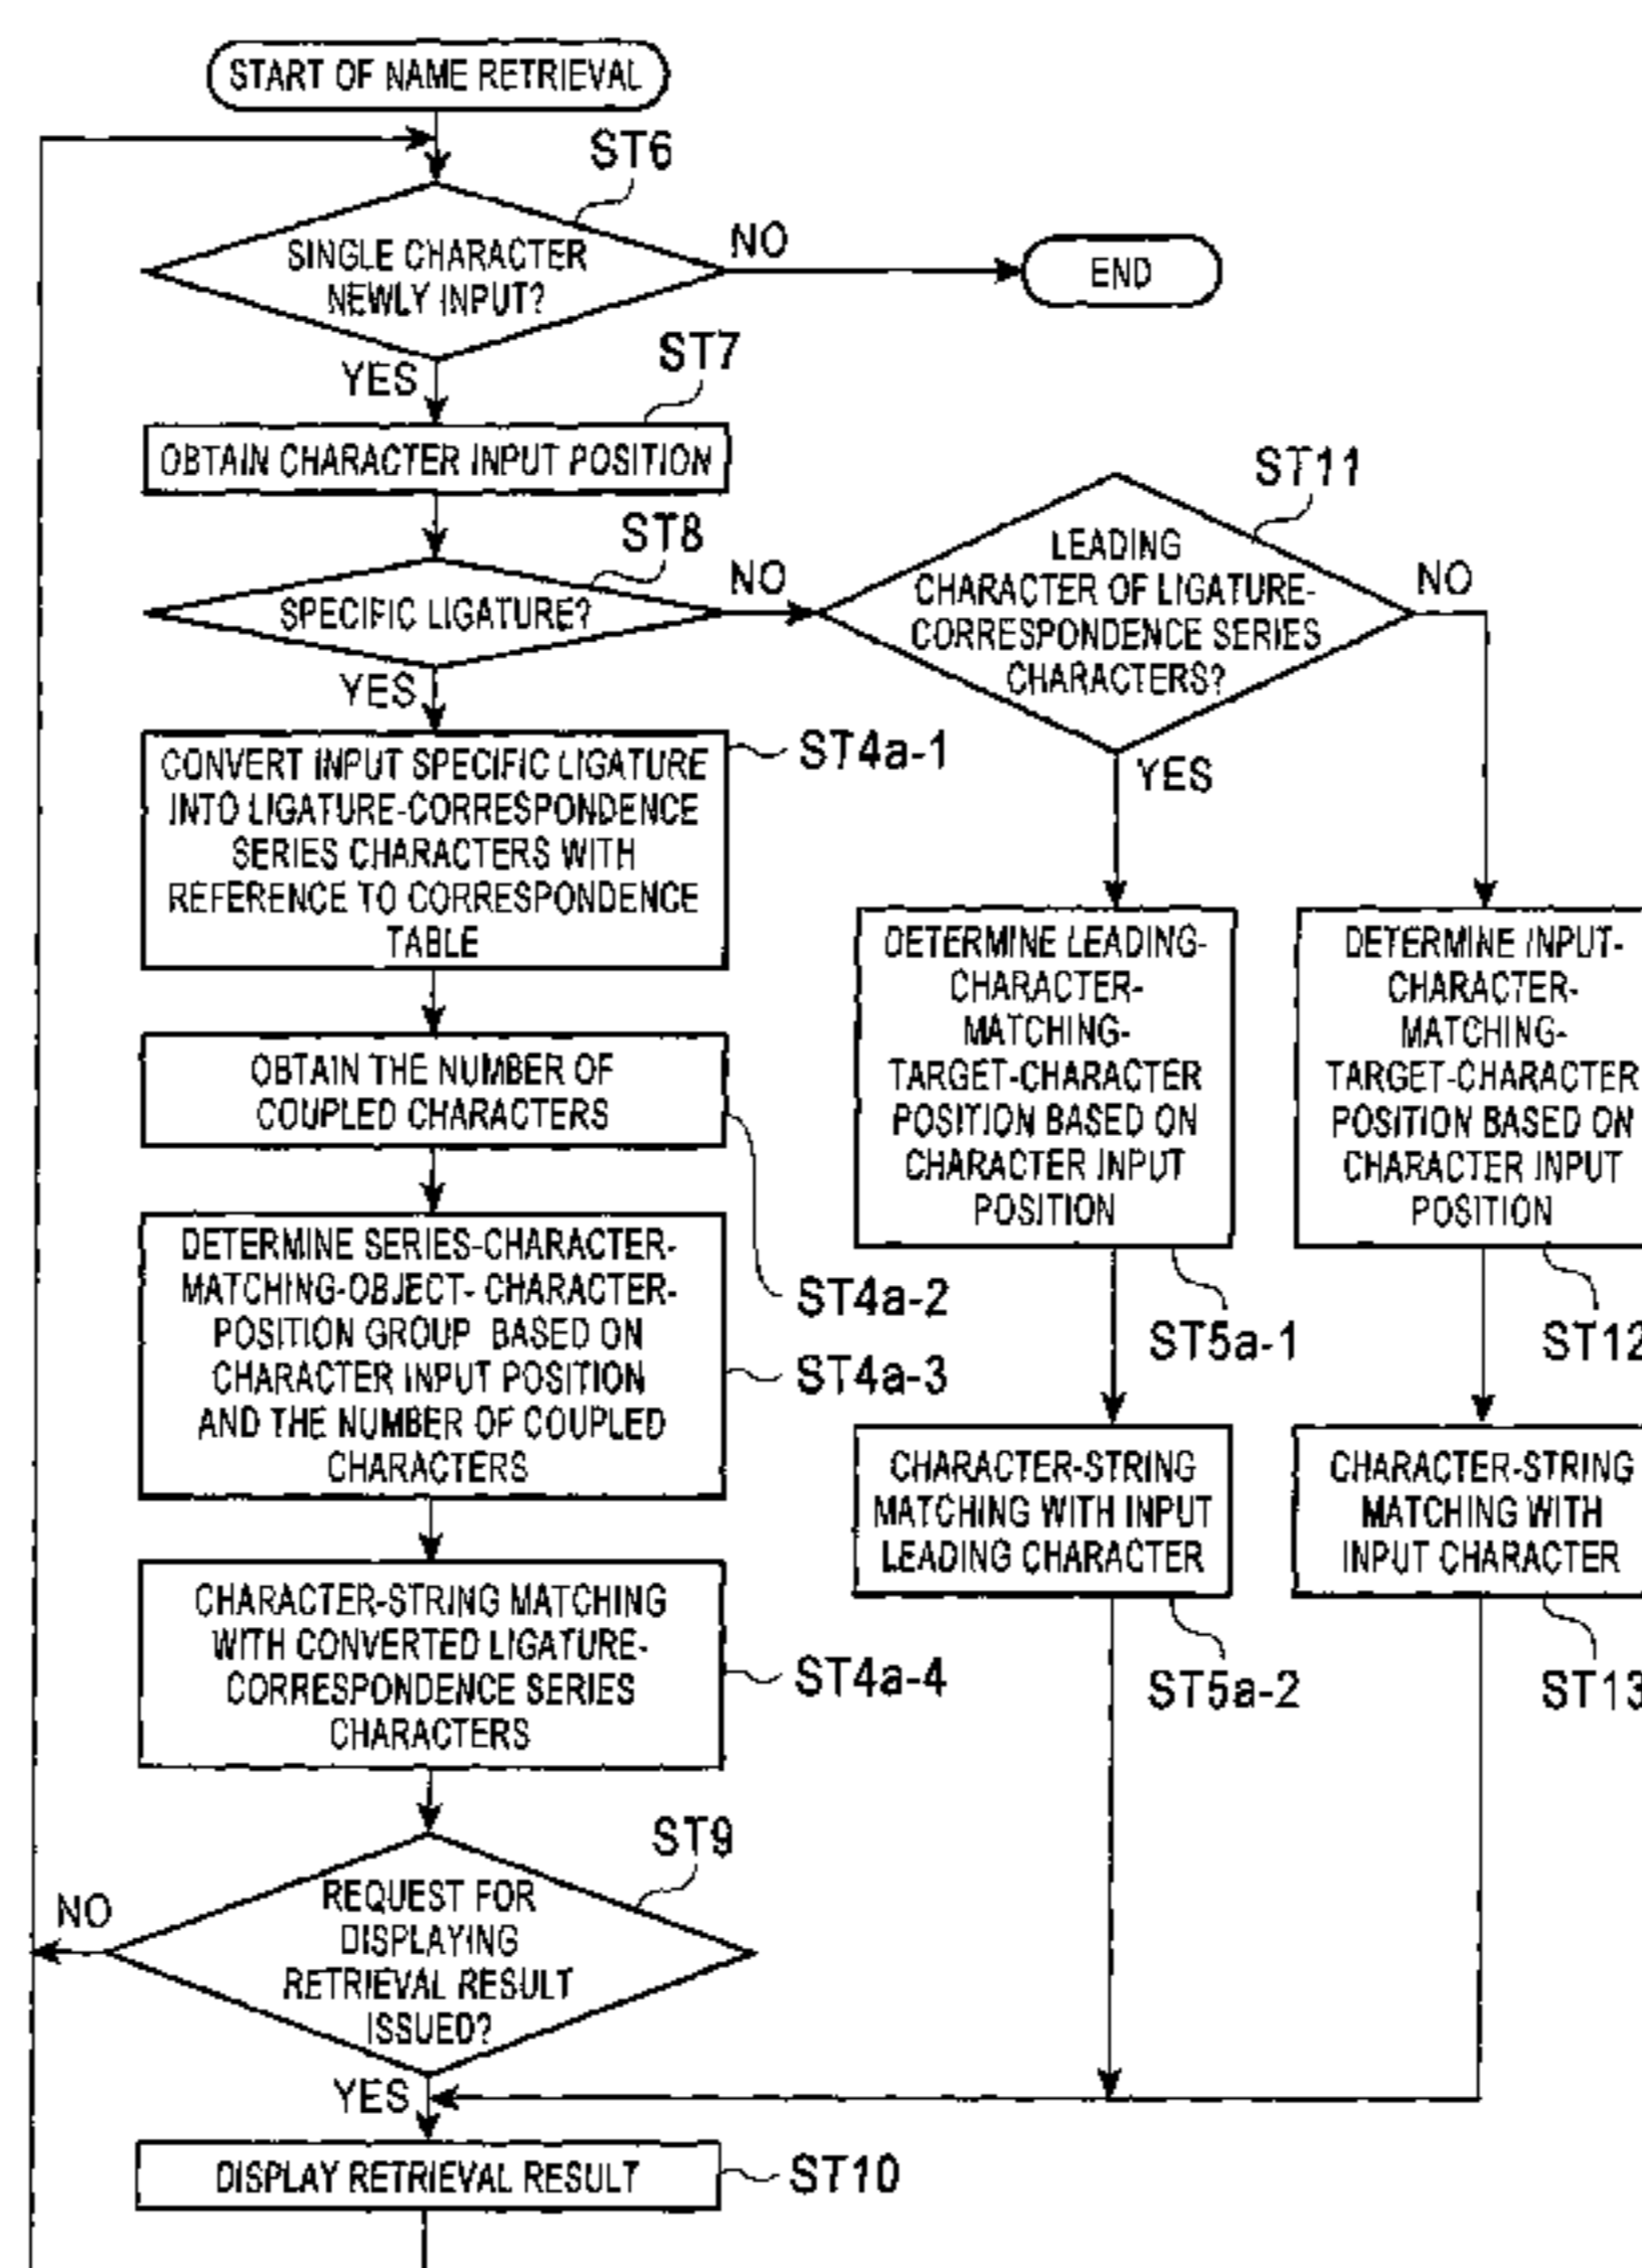 START OF NAME RETRIEVAL
ST6
SINGLE CHARACTER
NEWLY INPUT?
NO
END
YES
ST7
OBTAIN CHARACTER INPUT POSITION
ST8
SPECIFIC LIGATURE?
NO
ST11
LEADING
CHARACTER OF LIGATURE-
CORRESPONDENCE SERIES
CHARACTERS?
NO
YES
YES
CONVERT INPUT SPECIFIC LIGATURE
INTO LIGATURE-CORRESPONDENCE
SERIES CHARACTERS WITH
REFERENCE TO CORRESPONDENCE
TABLE
ST4a-1
OBTAIN THE NUMBER OF
COUPLED CHARACTERS
ST4a-2
DETERMINE SERIES-CHARACTER-
MATCHING-OBJECT- CHARACTER-
POSITION GROUP BASED ON
CHARACTER INPUT POSITION
AND THE NUMBER OF COUPLED
CHARACTERS
ST4a-3
CHARACTER-STRING MATCHING
WITH CONVERTED LIGATURE-
CORRESPONDENCE SERIES
CHARACTERS
ST4a-4
DETERMINE LEADING-
CHARACTER-
MATCHING-
TARGET-CHARACTER
POSITION BASED ON
CHARACTER INPUT
POSITION
ST5a-1
CHARACTER-STRING
MATCHING WITH INPUT
LEADING CHARACTER
ST5a-2
DETERMINE INPUT-
CHARACTER-
MATCHING-
TARGET-CHARACTER
POSITION BASED ON
CHARACTER INPUT
POSITION
ST12
CHARACTER-STRING
MATCHING WITH
INPUT CHARACTER
ST13
ST9
REQUEST FOR
DISPLAYING
RETRIEVAL RESULT
ISSUED?
NO
YES
DISPLAY RETRIEVAL RESULT
ST10